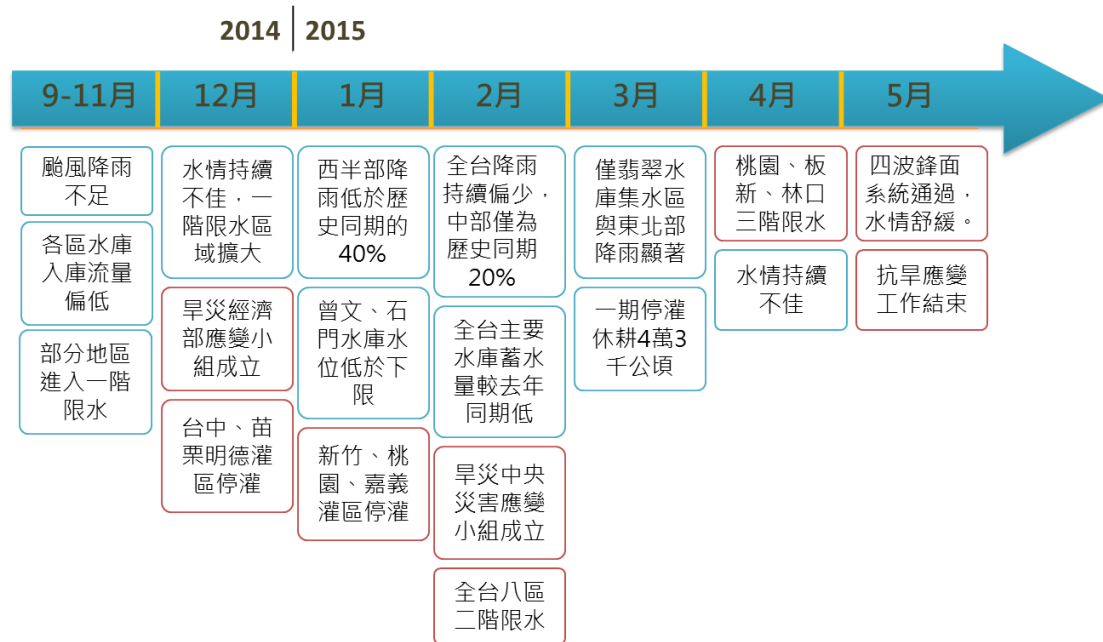 2014 2015
9-11月 12月 1月 2月 3月 4月 5月
颱風降雨
不足
各區水庫
入庫流量
偏低
部分地區
進入一階
限水
水情持續
不佳，一
階限水區
域擴大
旱災經濟
部應變小
組成立
台中、苗
栗明德灌
區停灌
西半部降
雨低於歷
史同期的
40%
曾文、石
門水庫水
位低於下
限
新竹、桃
園、嘉義
灌區停灌
全台降雨
持續偏少，
中部僅為
歷史同期
20%
全台主要
水庫蓄水
量較去年
同期低
旱災中央
災害應變
小組成立
全台八區
二階限水
僅翡翠水
庫集水區
與東北部
降雨顯著
一期停灌
休耕4萬3
千公頃
桃園、板
新、林口
三階限水
水情持續
不佳
四波鋒面
系統通過，
水情舒緩。
抗旱應變
工作結束